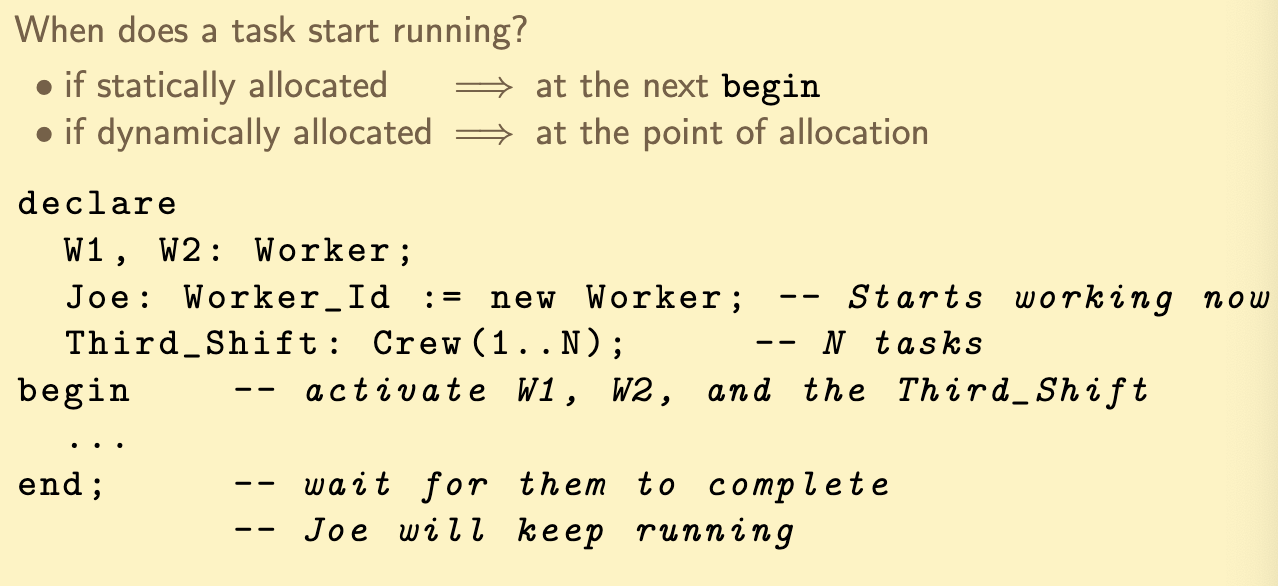 When does a task start running?
• if statically allocated ⟹ at the next begin
• if dynamically allocated ⟹ at the point of allocation
declare
W1, W2: Worker;
Joe: Worker_Id := new Worker; -- Starts working now
Third_Shift: Crew(1..N); -- N tasks
begin -- activate W1, W2, and the Third_Shift
...
end; -- wait for them to complete
-- Joe will keep running